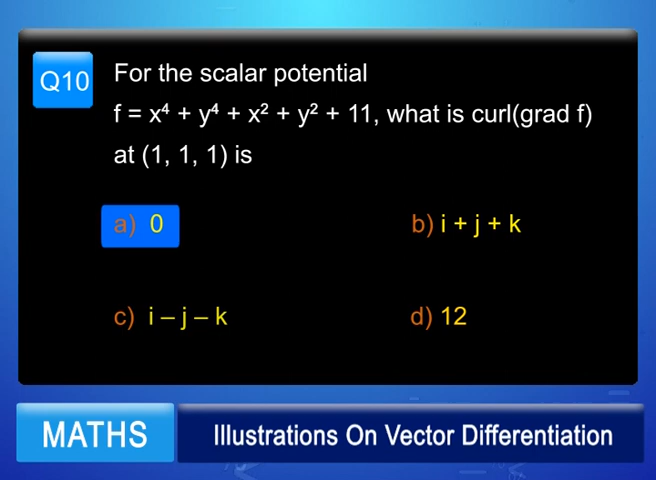 Q10
For the scalar potential
f = x⁴ + y⁴ + x² + y² + 11, what is curl(grad f)
at (1, 1, 1) is
a) 0
b) i + j + k
c) i – j – k
d) 12
MATHS
Illustrations On Vector Differentiation